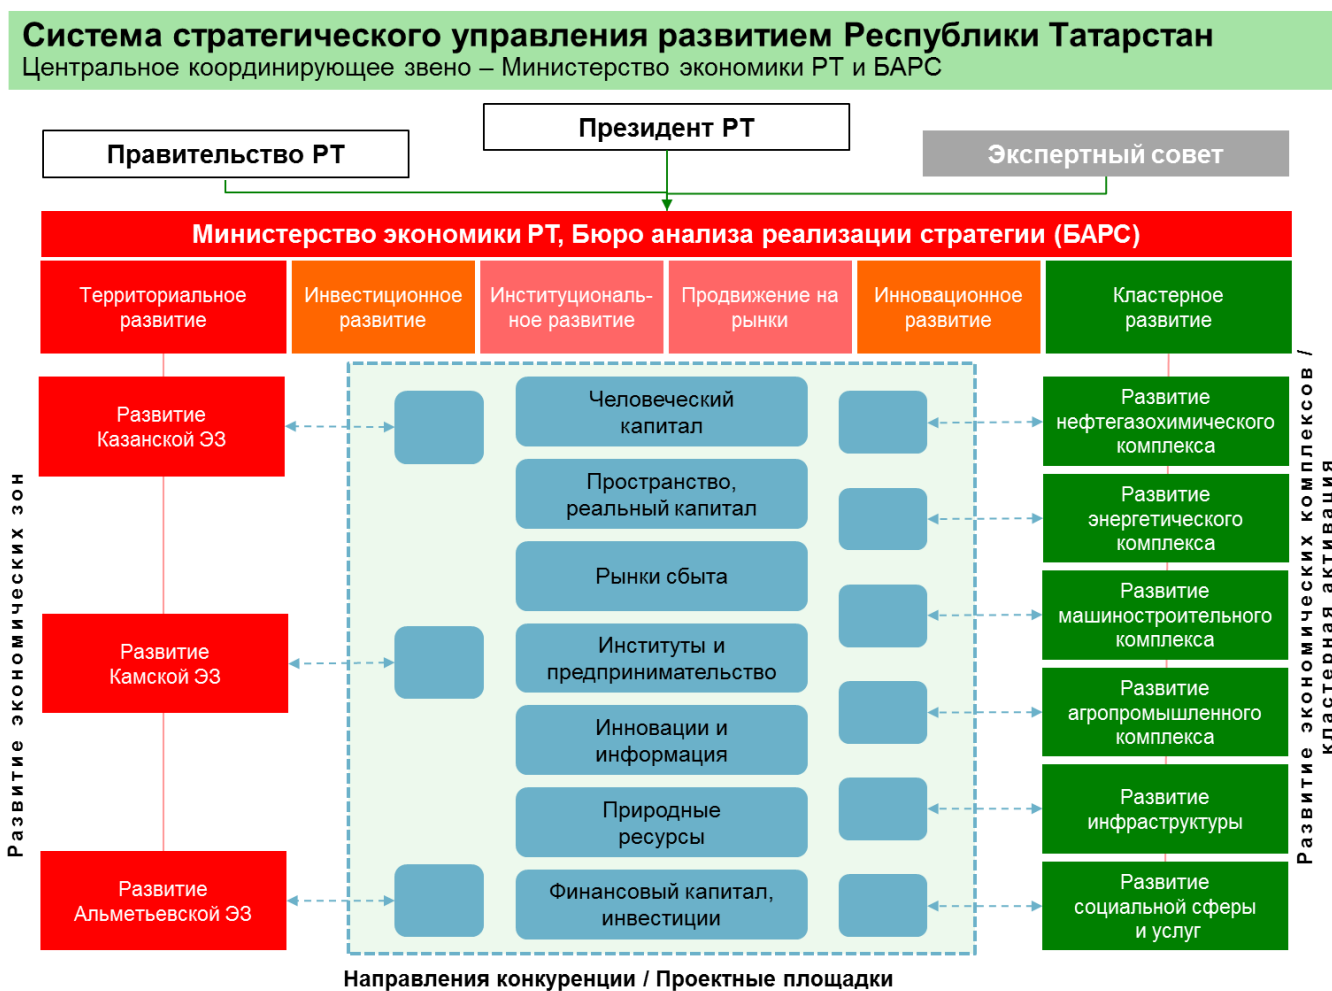 Система стратегического управления развитием Республики Татарстан
Центральное координирующее звено – Министерство экономики РТ и БАРС
Президент РТ
Правительство РТ
Экспертный совет
Министерство экономики РТ, Бюро анализа реализации стратегии (БАРС)
Территориальное
развитие
Инвестиционное
развитие
Институциональ-
ное развитие
Продвижение на
рынки
Инновационное
развитие
Кластерное
развитие
Развитие экономических зон
Развитие
Казанской ЭЗ
Развитие
Камской ЭЗ
Развитие
Альметьевской ЭЗ
Человеческий
капитал
Пространство,
реальный капитал
Рынки сбыта
Институты и
предпринимательство
Инновации и
информация
Природные
ресурсы
Финансовый капитал,
инвестиции
Развитие
нефтегазохимического
комплекса
Развитие
энергетического
комплекса
Развитие
машиностроительного
комплекса
Развитие
агропромышленного
комплекса
Развитие
инфраструктуры
Развитие
социальной сферы
и услуг
Развитие экономических комплексов /
кластерная активация
Направления конкуренции / Проектные площадки